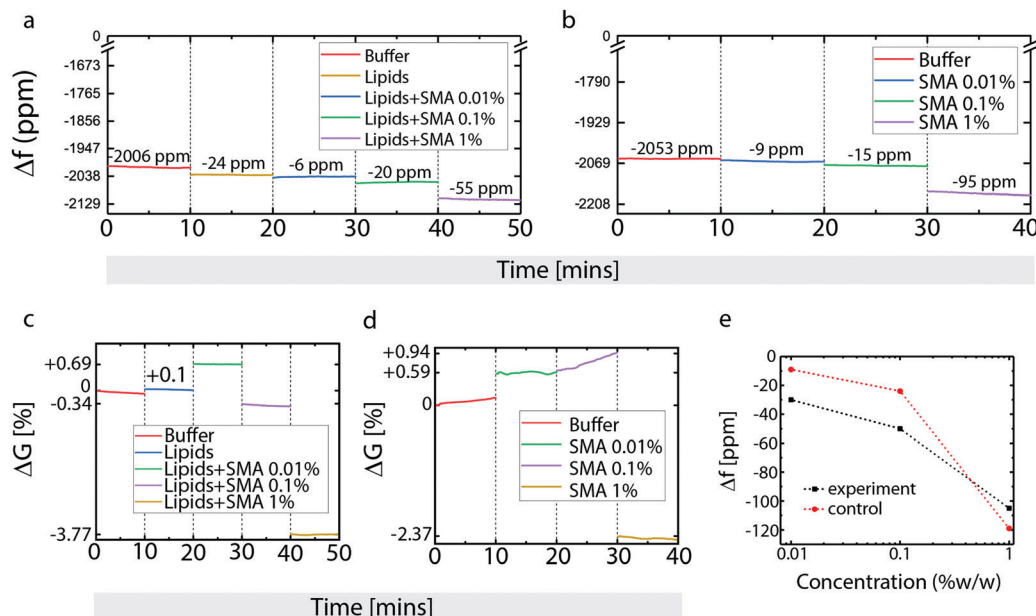 a
b
0
-1673
-1765
-1856
-1947
-2038
-2129
Δf (ppm)
Buffer
Lipids
Lipids+SMA 0.01%
Lipids+SMA 0.1%
Lipids+SMA 1%
-2006 ppm
-24 ppm
-6 ppm
-20 ppm
-55 ppm
0 10 20 30 40 50
0
-1790
-1929
-2069
-2208
Buffer
SMA 0.01%
SMA 0.1%
SMA 1%
-2053 ppm
-9 ppm
-15 ppm
-95 ppm
0 10 20 30 40
Time [mins]
c
+0.69
0
-0.34
-3.77
ΔG [%]
+0.1
Buffer
Lipids
Lipids+SMA 0.01%
Lipids+SMA 0.1%
Lipids+SMA 1%
0 10 20 30 40 50
d
+0.94
+0.59
0
-2.37
ΔG [%]
Buffer
SMA 0.01%
SMA 0.1%
SMA 1%
0 10 20 30 40
Time [mins]
e
0
-20
-40
-60
-80
-100
-120
Δf [ppm]
experiment
control
0.01 0.1 1
Concentration (%w/w)